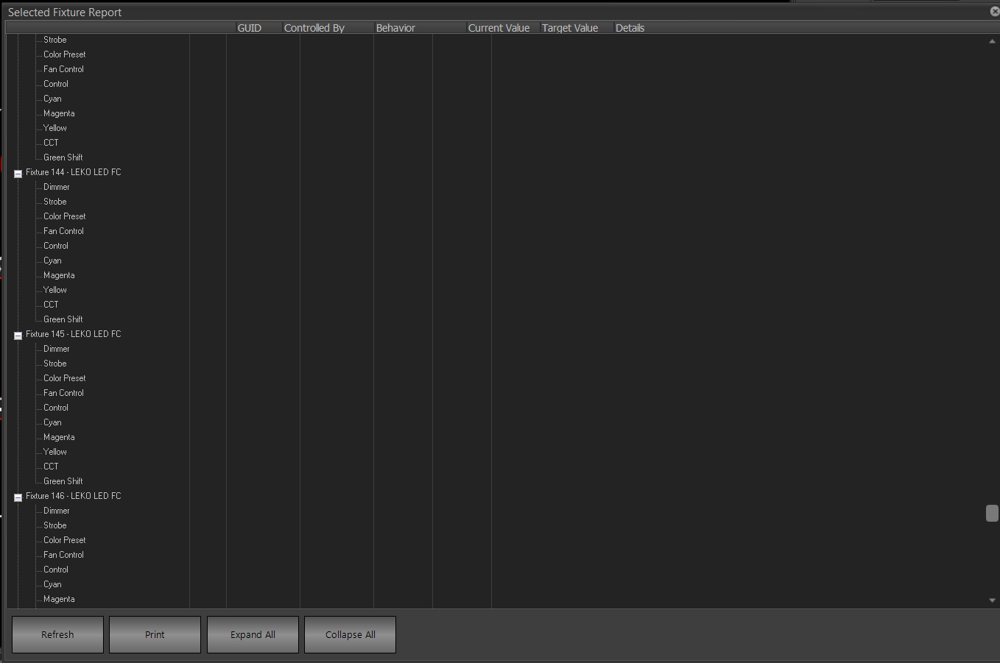 Selected Fixture Report
GUID Controlled By Behavior Current Value Target Value Details
Strobe
Color Preset
Fan Control
Control
Cyan
Magenta
Yellow
CCT
Green Shift
Fixture 144 - LEKO LED FC
Dimmer
Strobe
Color Preset
Fan Control
Control
Cyan
Magenta
Yellow
CCT
Green Shift
Fixture 145 - LEKO LED FC
Dimmer
Strobe
Color Preset
Fan Control
Control
Cyan
Magenta
Yellow
CCT
Green Shift
Fixture 146 - LEKO LED FC
Dimmer
Strobe
Color Preset
Fan Control
Control
Cyan
Magenta
Refresh Print Expand All Collapse All